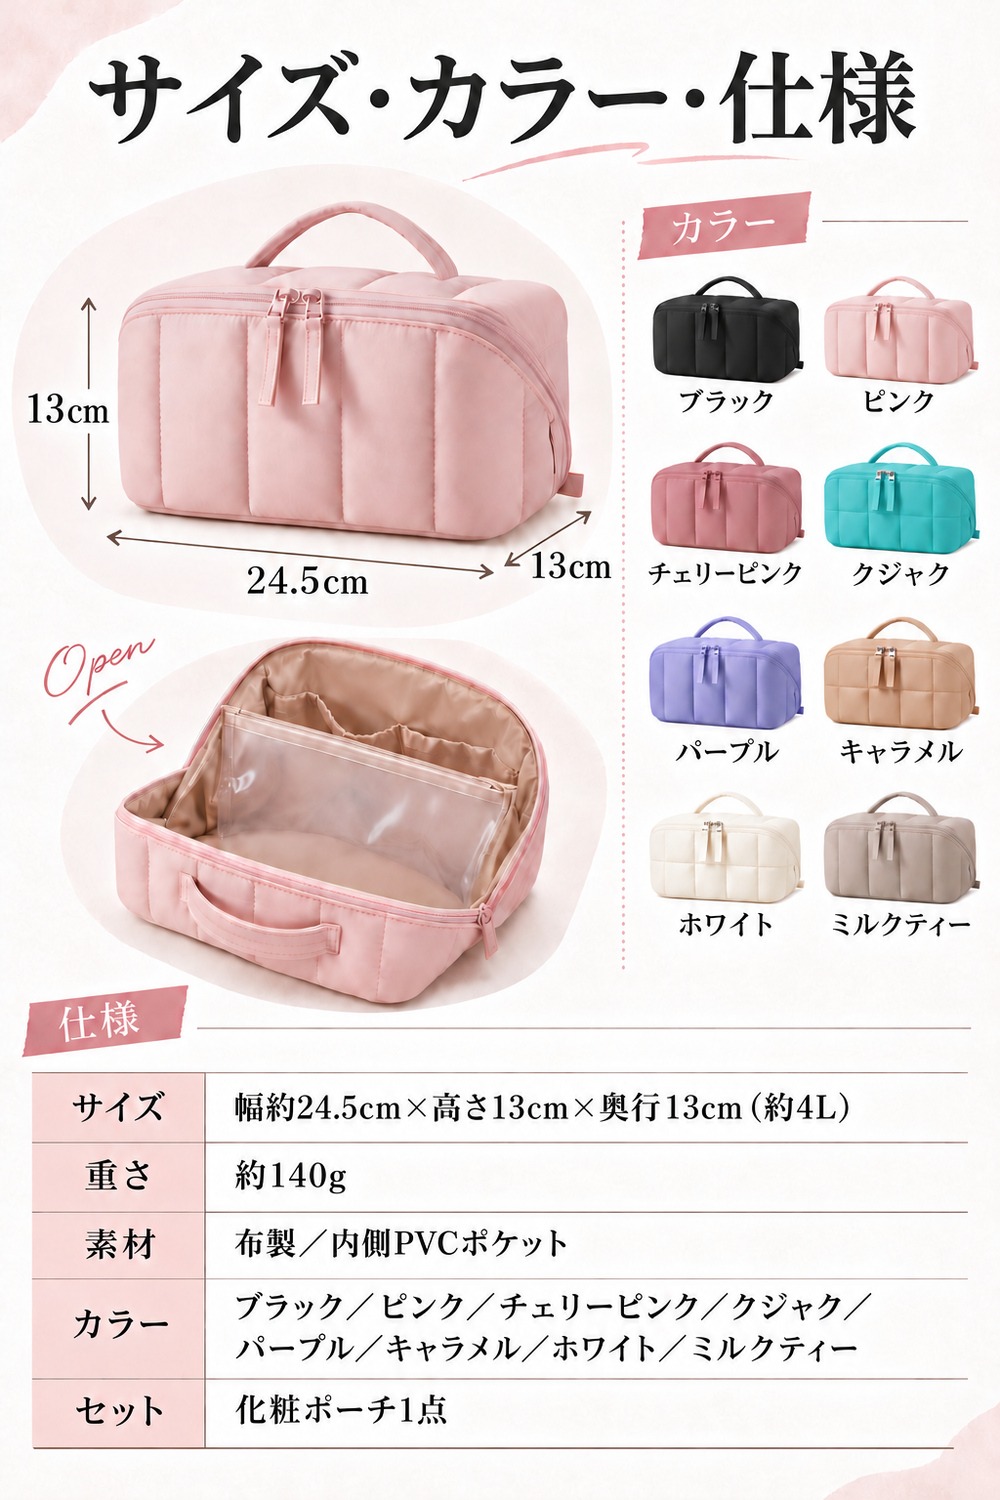 サイズ・カラー・仕様
カラー
13cm
24.5cm
13cm
ブラック
ピンク
チェリーピンク
クジャク
パープル
キャラメル
ホワイト
ミルクティー
Open
仕様
サイズ
幅約24.5cm×高さ13cm×奥行13cm(約4L)
重さ
約140g
素材
布製／内側PVCポケット
カラー
ブラック／ピンク／チェリーピンク／クジャク／
パープル／キャラメル／ホワイト／ミルクティー
セット
化粧ポーチ1点